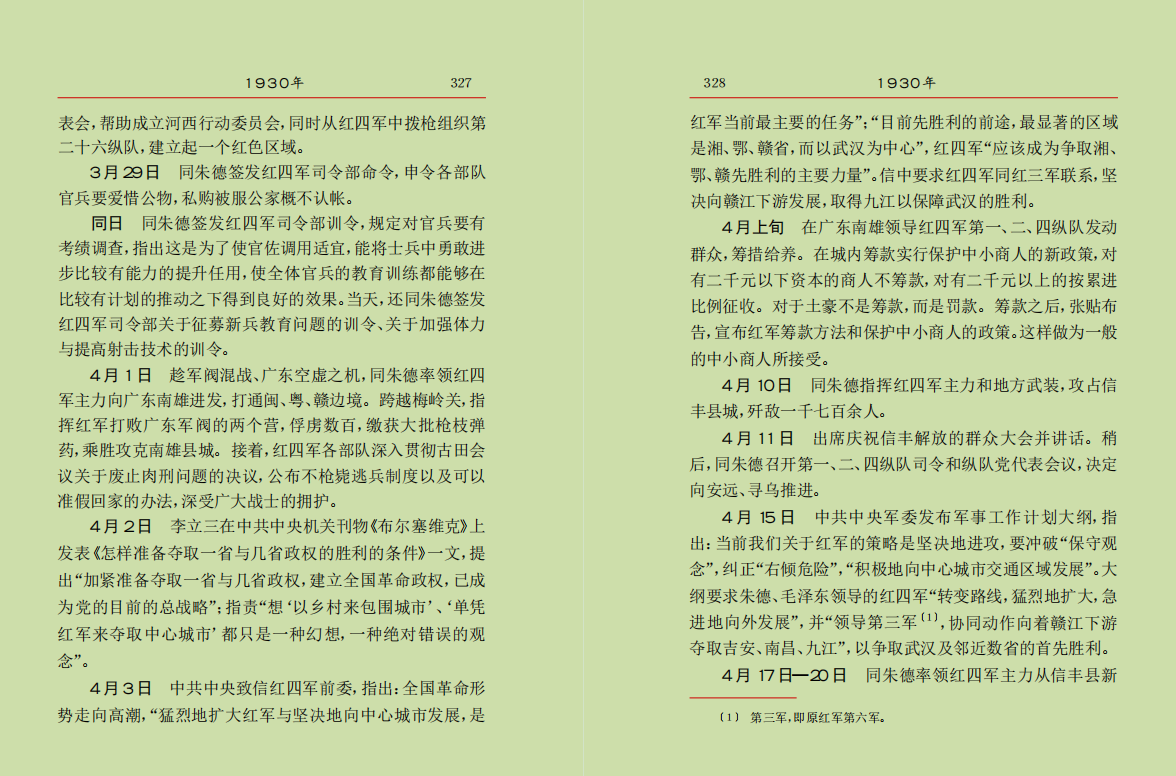 1930年 327
表会，帮助成立河西行动委员会，同时从红四军中拨枪组织第
二十六纵队，建立起一个红色区域。
3月29日 同朱德签发红四军司令部命令，申令各部队
官兵要爱惜公物，私购被服公家概不认帐。
同日 同朱德签发红四军司令部训令，规定对官兵要有
考绩调查，指出这是为了使官佐调用适宜，能将士兵中勇敢进
步比较有能力的提升任用，使全体官兵的教育训练都能够在
比较有计划的推动之下得到良好的效果。当天，还同朱德签发
红四军司令部关于征募新兵教育问题的训令、关于加强体力
与提高射击技术的训令。
4月1日 趁军阀混战、广东空虚之机，同朱德率领红四
军主力向广东南雄进发，打通闽、粤、赣边境。跨越梅岭关，指
挥红军打败广东军阀的两个营，俘虏数百，缴获大批枪枝弹
药，乘胜攻克南雄县城。接着，红四军各部队深入贯彻古田会
议关于废止肉刑问题的决议，公布不枪毙逃兵制度以及可以
准假回家的办法，深受广大战士的拥护。
4月2日 李立三在中共中央机关刊物《布尔塞维克》上
发表《怎样准备夺取一省与几省政权的胜利的条件》一文，提
出“加紧准备夺取一省与几省政权，建立全国革命政权，已成
为党的目前的总战略”；指责“想‘以乡村来包围城市’、‘单凭
红军来夺取中心城市’都只是一种幻想，一种绝对错误的观
念”。
4月3日 中共中央致信红四军前委，指出：全国革命形
势走向高潮，“猛烈地扩大红军与坚决地向中心城市发展，是
328 1930年
红军当前最主要的任务”；“目前先胜利的前途，最显著的区域
是湘、鄂、赣省，而以武汉为中心”，红四军“应该成为争取湘、
鄂、赣先胜利的主要力量”。信中要求红四军同红三军联系，坚
决向赣江下游发展，取得九江以保障武汉的胜利。
4月上旬 在广东南雄领导红四军第一、二、四纵队发动
群众，筹措给养。在城内筹款实行保护中小商人的新政策，对
有二千元以下资本的商人不筹款，对有二千元以上的按累进
比例征收。对于土豪不是筹款，而是罚款。筹款之后，张贴布
告，宣布红军筹款方法和保护中小商人的政策。这样做为一般
的中小商人所接受。
4月10日 同朱德指挥红四军主力和地方武装，攻占信
丰县城，歼敌一千七百余人。
4月11日 出席庆祝信丰解放的群众大会并讲话。稍
后，同朱德召开第一、二、四纵队司令和纵队党代表会议，决定
向安远、寻乌推进。
4月15日 中共中央军委发布军事工作计划大纲，指
出：当前我们关于红军的策略是坚决地进攻，要冲破“保守观
念”，纠正“右倾危险”，“积极地向中心城市交通区域发展”。大
纲要求朱德、毛泽东领导的红四军“转变路线，猛烈地扩大，急
进地向外发展”，并“领导第三军〔1〕，协同动作向着赣江下游
夺取吉安、南昌、九江”，以争取武汉及邻近数省的首先胜利。
4月17日—20日 同朱德率领红四军主力从信丰县新
〔1〕 第三军，即原红军第六军。